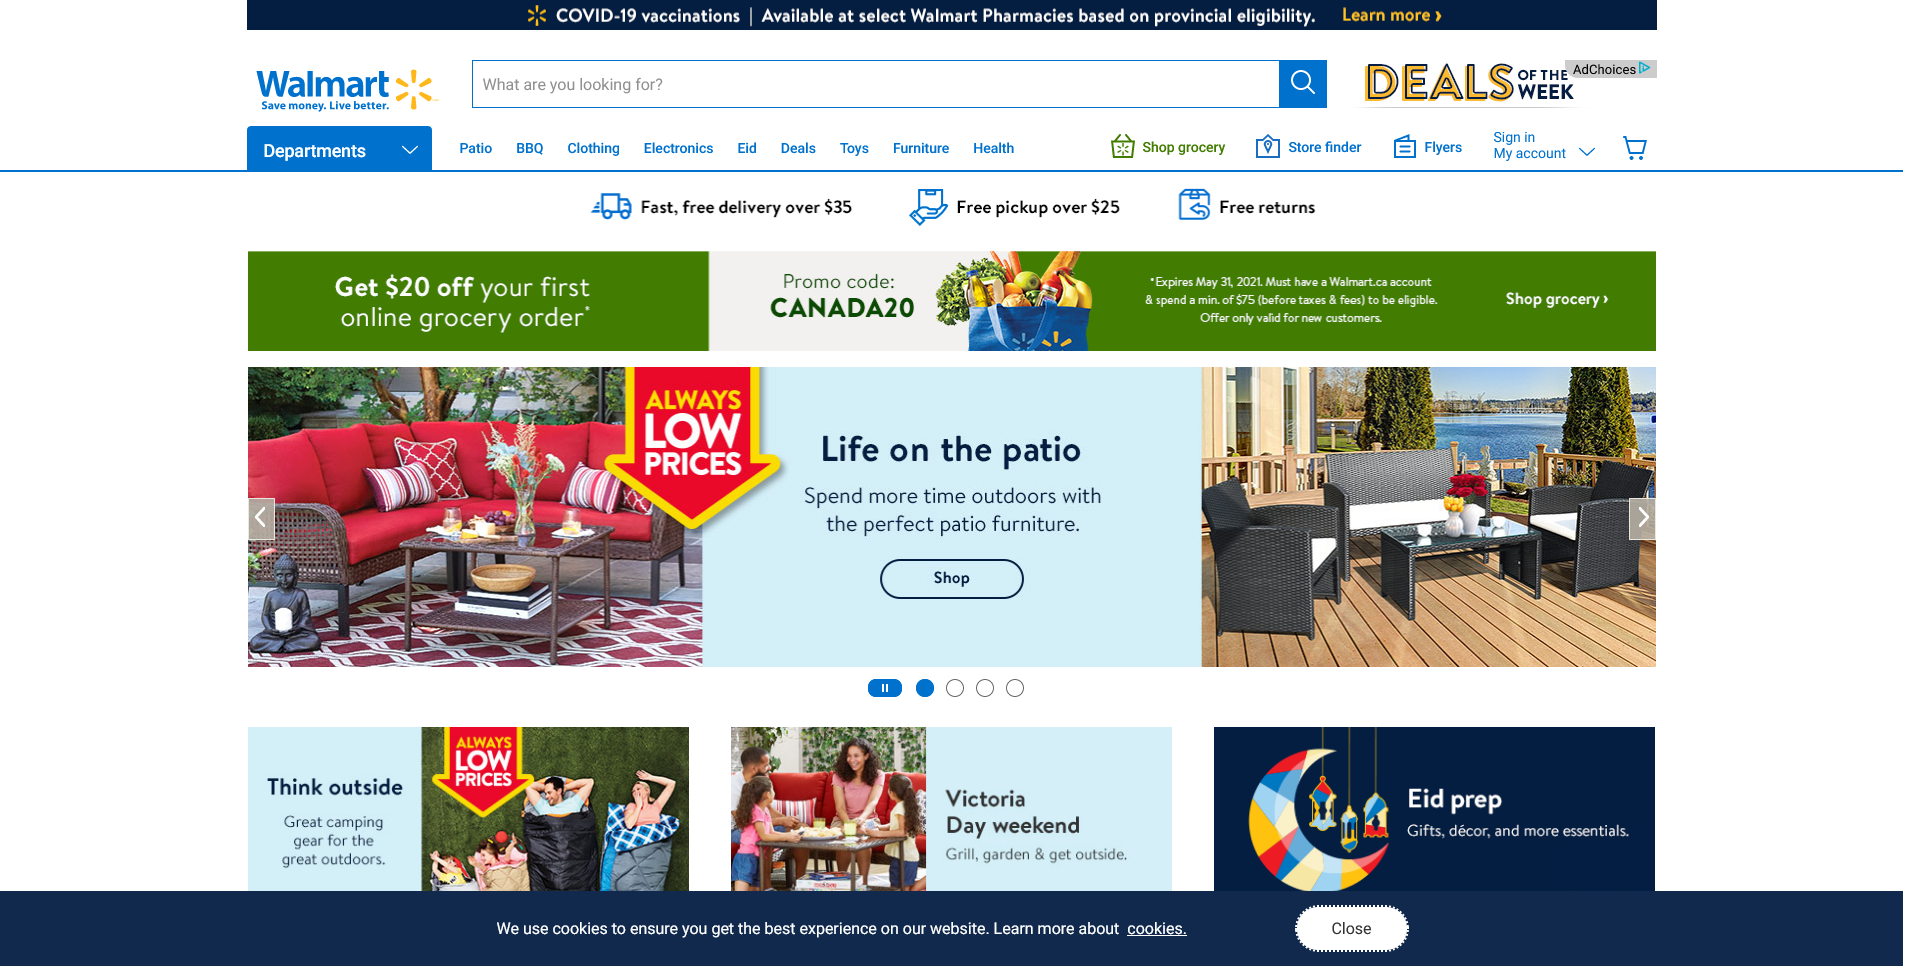 COVID-19 vaccinations | Available at select Walmart Pharmacies based on provincial eligibility. Learn more ›
Walmart
Save money. Live better.
What are you looking for?
DEALS OF THE WEEK
AdChoices
Departments
Patio BBQ Clothing Electronics Eid Deals Toys Furniture Health
Shop grocery Store finder Flyers
Sign in
My account
Fast, free delivery over $35 Free pickup over $25 Free returns
Get $20 off your first
online grocery order*
Promo code:
CANADA20
*Expires May 31, 2021. Must have a Walmart.ca account
& spend a min. of $75 (before taxes & fees) to be eligible.
Offer only valid for new customers.
Shop grocery ›
ALWAYS
LOW
PRICES
Life on the patio
Spend more time outdoors with
the perfect patio furniture.
Shop
Think outside
Great camping
gear for the
great outdoors.
ALWAYS
LOW
PRICES
Victoria
Day weekend
Grill, garden & get outside.
Eid prep
Gifts, décor, and more essentials.
We use cookies to ensure you get the best experience on our website. Learn more about cookies.
Close